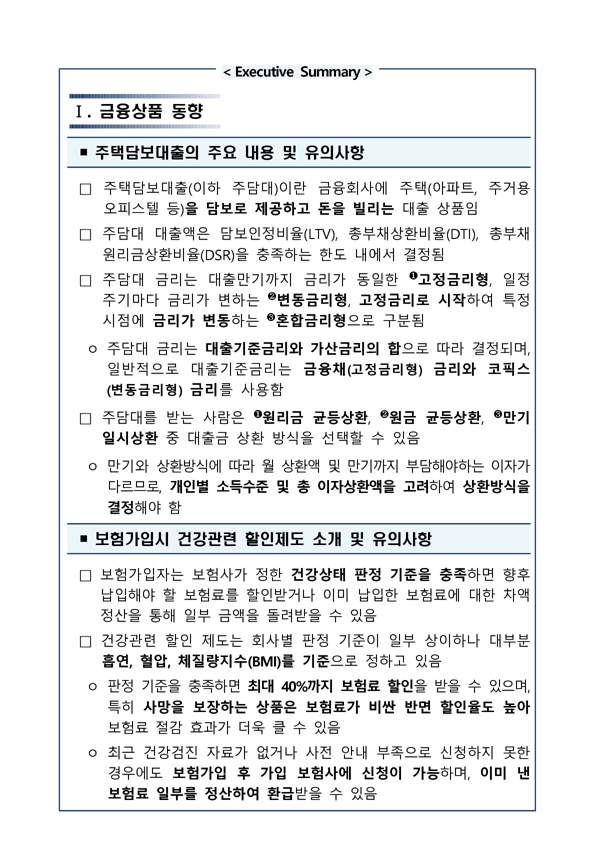 < Executive Summary >
Ⅰ. 금융상품 동향
■ 주택담보대출의 주요 내용 및 유의사항
□ 주택담보대출(이하 주담대)이란 금융회사에 주택(아파트, 주거용
오피스텔 등)을 담보로 제공하고 돈을 빌리는 대출 상품임
□ 주담대 대출액은 담보인정비율(LTV), 총부채상환비율(DTI), 총부채
원리금상환비율(DSR)을 충족하는 한도 내에서 결정됨
□ 주담대 금리는 대출만기까지 금리가 동일한 ❶고정금리형, 일정
주기마다 금리가 변하는 ❷변동금리형, 고정금리로 시작하여 특정
시점에 금리가 변동하는 ❸혼합금리형으로 구분됨
○ 주담대 금리는 대출기준금리와 가산금리의 합으로 따라 결정되며,
일반적으로 대출기준금리는 금융채(고정금리형) 금리와 코픽스
(변동금리형) 금리를 사용함
□ 주담대를 받는 사람은 ❶원리금 균등상환, ❷원금 균등상환, ❸만기
일시상환 중 대출금 상환 방식을 선택할 수 있음
○ 만기와 상환방식에 따라 월 상환액 및 만기까지 부담해야하는 이자가
다르므로, 개인별 소득수준 및 총 이자상환액을 고려하여 상환방식을
결정해야 함
■ 보험가입시 건강관련 할인제도 소개 및 유의사항
□ 보험가입자는 보험사가 정한 건강상태 판정 기준을 충족하면 향후
납입해야 할 보험료를 할인받거나 이미 납입한 보험료에 대한 차액
정산을 통해 일부 금액을 돌려받을 수 있음
□ 건강관련 할인 제도는 회사별 판정 기준이 일부 상이하나 대부분
흡연, 혈압, 체질량지수(BMI)를 기준으로 정하고 있음
○ 판정 기준을 충족하면 최대 40%까지 보험료 할인을 받을 수 있으며,
특히 사망을 보장하는 상품은 보험료가 비싼 반면 할인율도 높아
보험료 절감 효과가 더욱 클 수 있음
○ 최근 건강검진 자료가 없거나 사전 안내 부족으로 신청하지 못한
경우에도 보험가입 후 가입 보험사에 신청이 가능하며, 이미 낸
보험료 일부를 정산하여 환급받을 수 있음